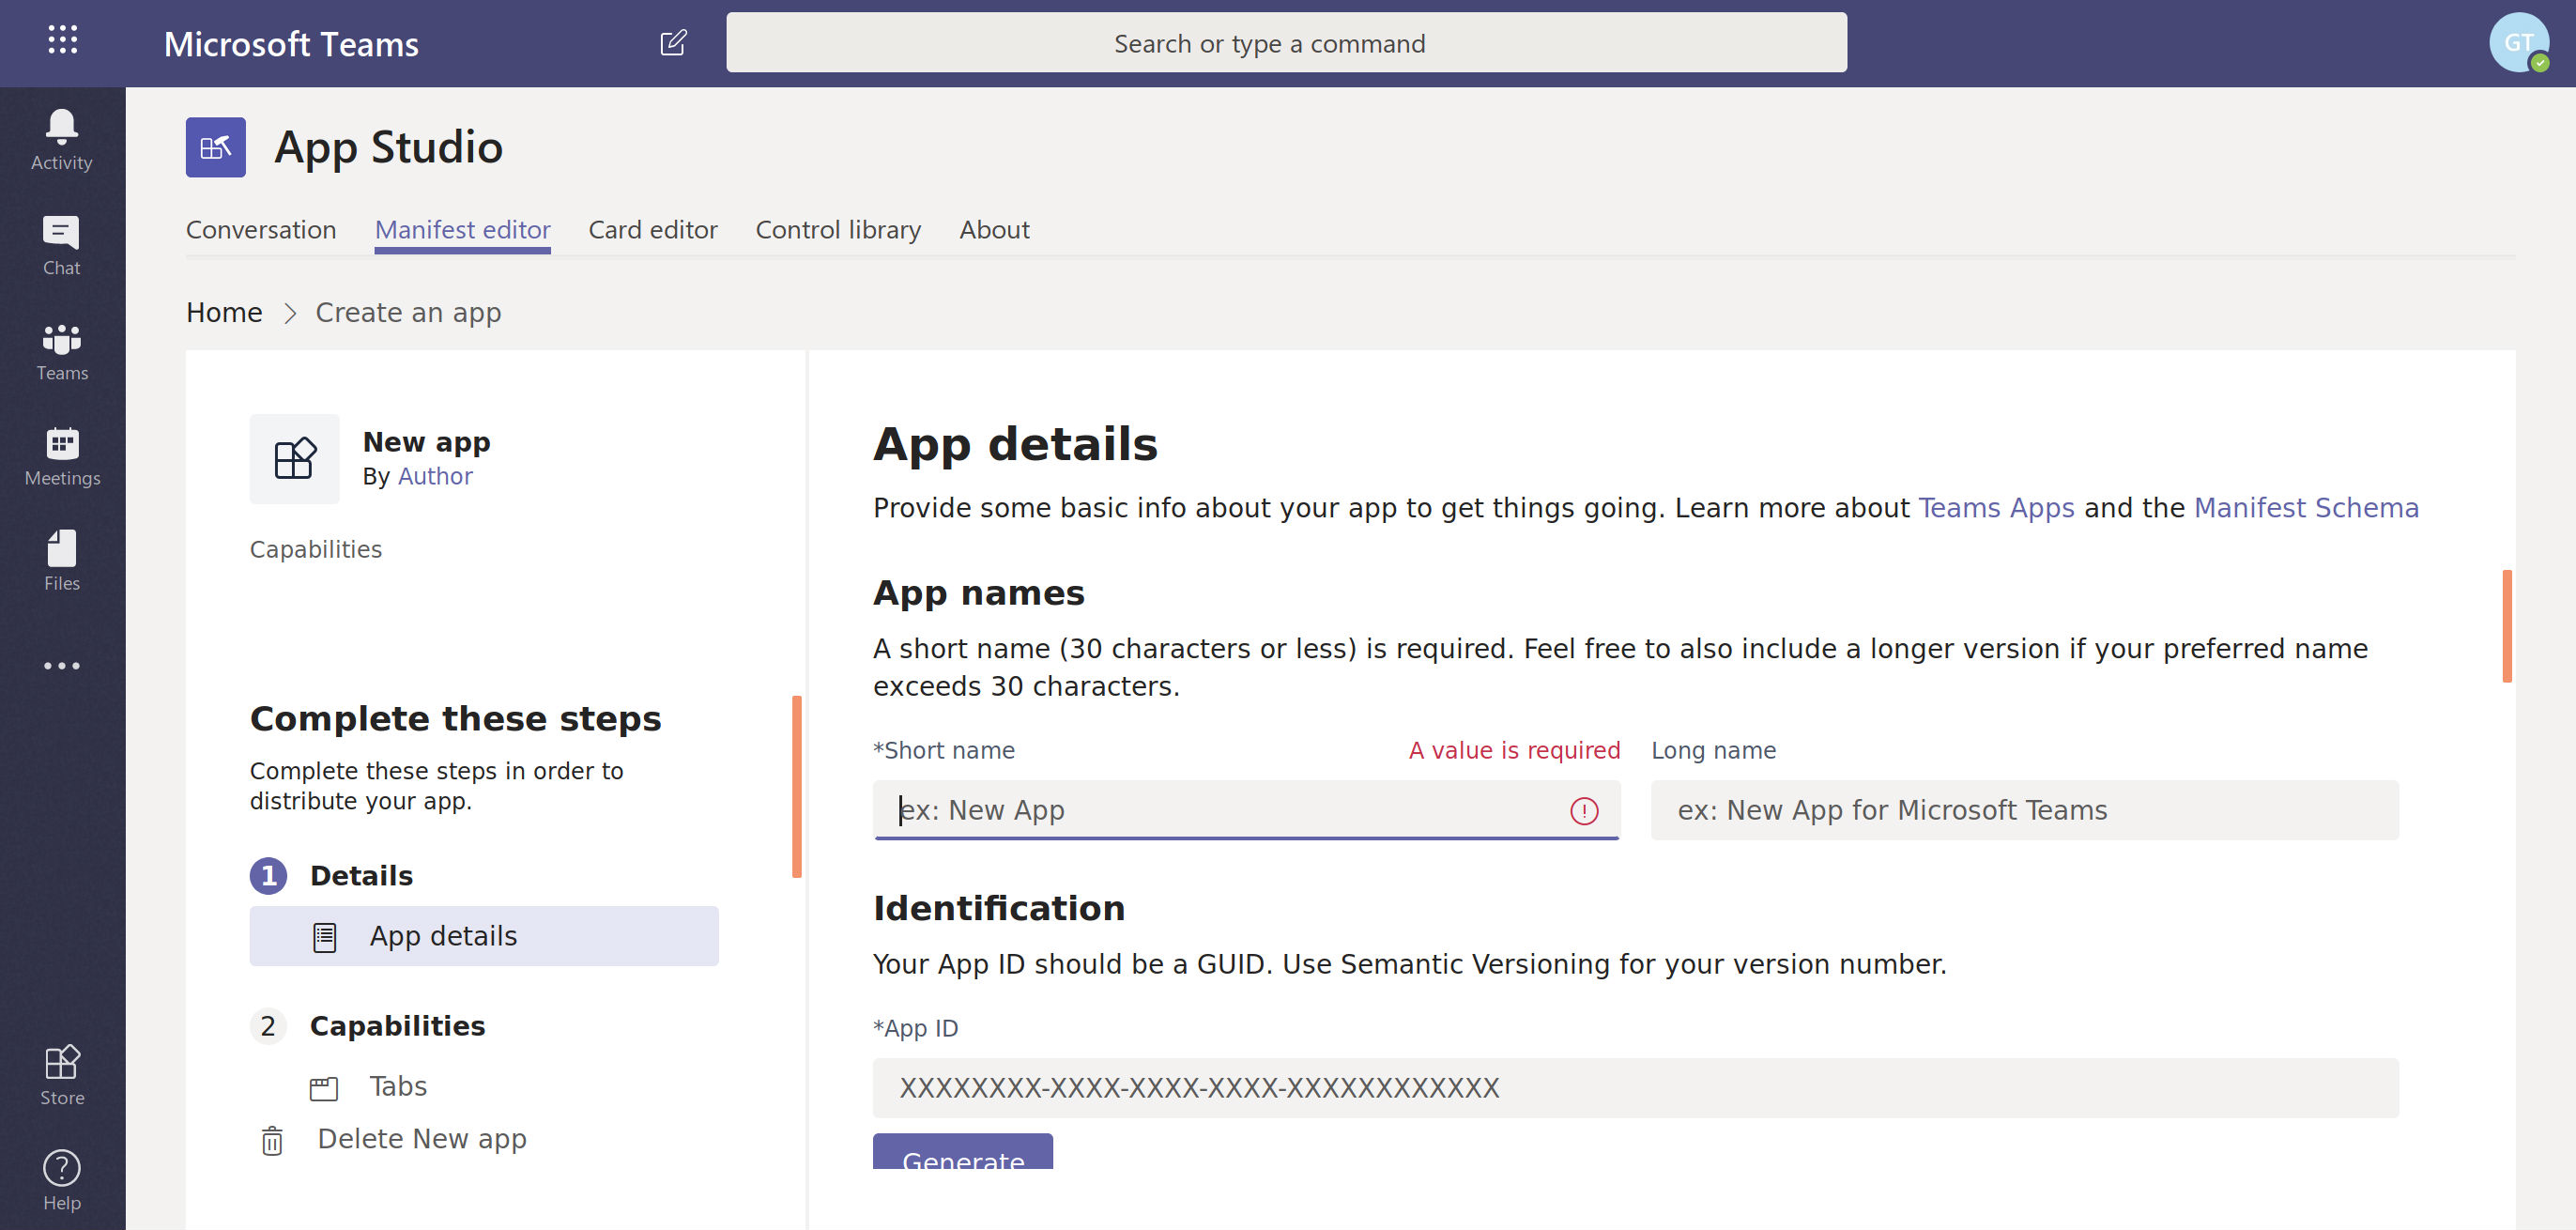 Microsoft Teams
Search or type a command
GT
Activity
Chat
Teams
Meetings
Files
Store
Help
App Studio
Conversation Manifest editor Card editor Control library About
Home Create an app
New app
By Author
Capabilities
Complete these steps
Complete these steps in order to
distribute your app.
1 Details
App details
2 Capabilities
Tabs
Delete New app
App details
Provide some basic info about your app to get things going. Learn more about Teams Apps and the Manifest Schema
App names
A short name (30 characters or less) is required. Feel free to also include a longer version if your preferred name
exceeds 30 characters.
*Short name A value is required Long name
ex: New App ex: New App for Microsoft Teams
Identification
Your App ID should be a GUID. Use Semantic Versioning for your version number.
*App ID
XXXXXXXX-XXXX-XXXX-XXXX-XXXXXXXXXXXX
Generate